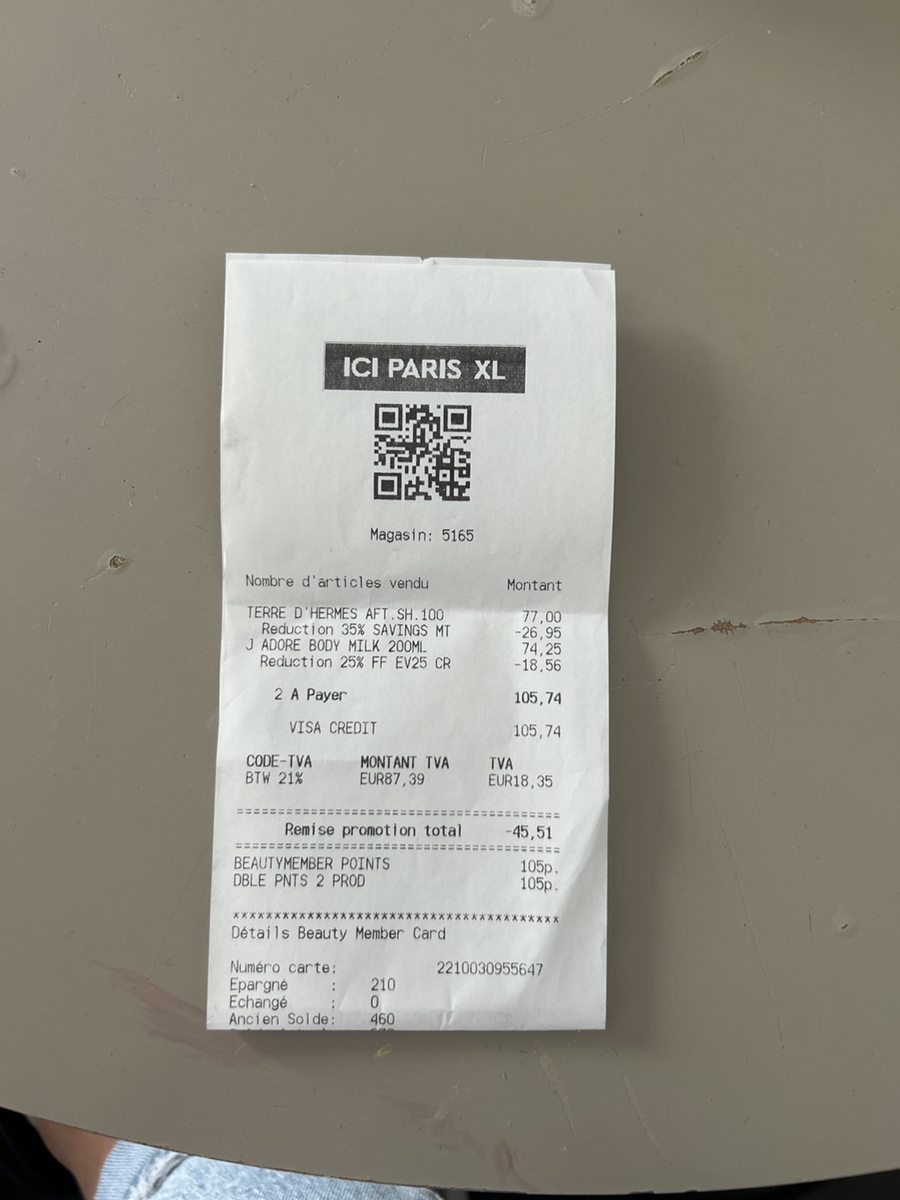 ICI PARIS XL
Magasin: 5165
Nombre d'articles vendu Montant
TERRE D'HERMES AFT.SH.100 77,00
Reduction 35% SAVINGS MT -26,95
J ADORE BODY MILK 200ML 74,25
Reduction 25% FF EV25 CR -18,56
2 A Payer 105,74
VISA CREDIT 105,74
CODE-TVA MONTANT TVA TVA
BTW 21% EUR87,39 EUR18,35
========================================
Remise promotion total -45,51
========================================
BEAUTYMEMBER POINTS 105p.
DBLE PNTS 2 PROD 105p.
****************************************
Détails Beauty Member Card
Numéro carte: 2210030955647
Epargné : 210
Echangé : 0
Ancien Solde: 460